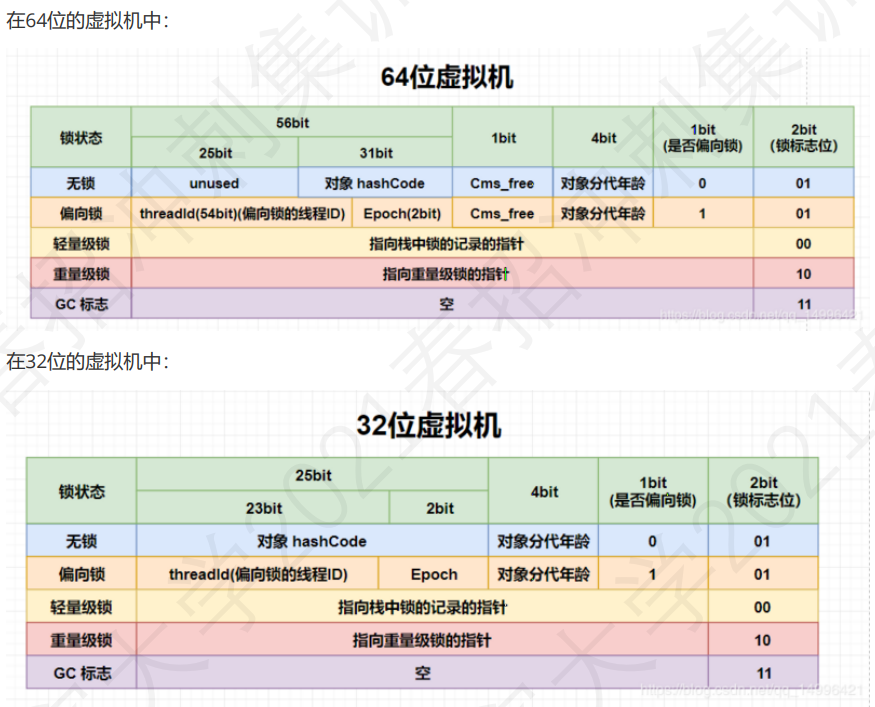 在64位的虚拟机中：
64位虚拟机
锁状态 56bit 1bit 4bit 1bit (是否偏向锁) 2bit (锁标志位)
25bit 31bit
无锁 unused 对象 hashCode Cms_free 对象分代年龄 0 01
偏向锁 threadId(54bit)(偏向锁的线程ID) Epoch(2bit) Cms_free 对象分代年龄 1 01
轻量级锁 指向栈中锁的记录的指针 00
重量级锁 指向重量级锁的指针 10
GC 标志 空 11
在32位的虚拟机中：
32位虚拟机
锁状态 25bit 4bit 1bit (是否偏向锁) 2bit (锁标志位)
23bit 2bit
无锁 对象 hashCode 对象分代年龄 0 01
偏向锁 threadId(偏向锁的线程ID) Epoch 对象分代年龄 1 01
轻量级锁 指向栈中锁的记录的指针 00
重量级锁 指向重量级锁的指针 10
GC 标志 空 11